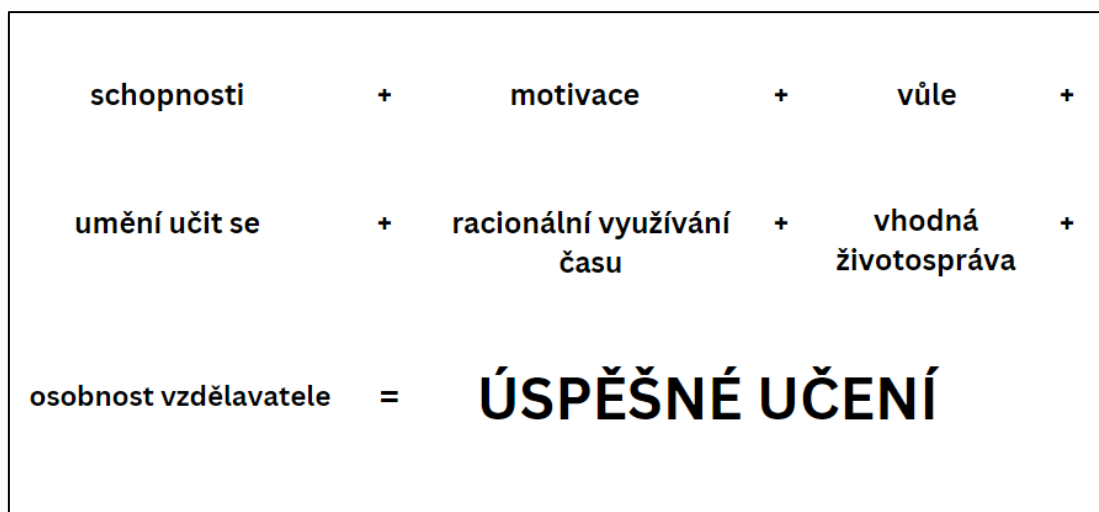 schopnosti + motivace + vůle +
umění učit se + racionální využívání času + vhodná životospráva +
osobnost vzdělavatele = ÚSPĚŠNÉ UČENÍ